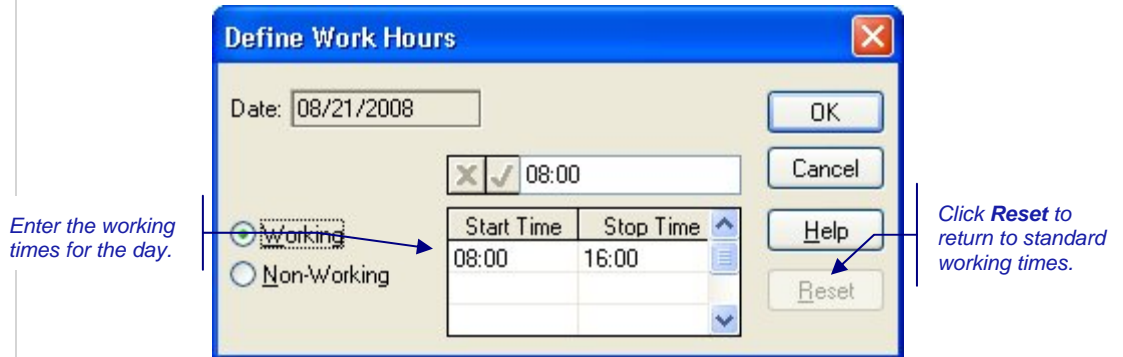 Define Work Hours
Date: 08/21/2008
OK
08:00
Cancel
Enter the working
times for the day.
Working
Non-Working
Start Time Stop Time
08:00 16:00
Help
Reset
Click Reset to
return to standard
working times.